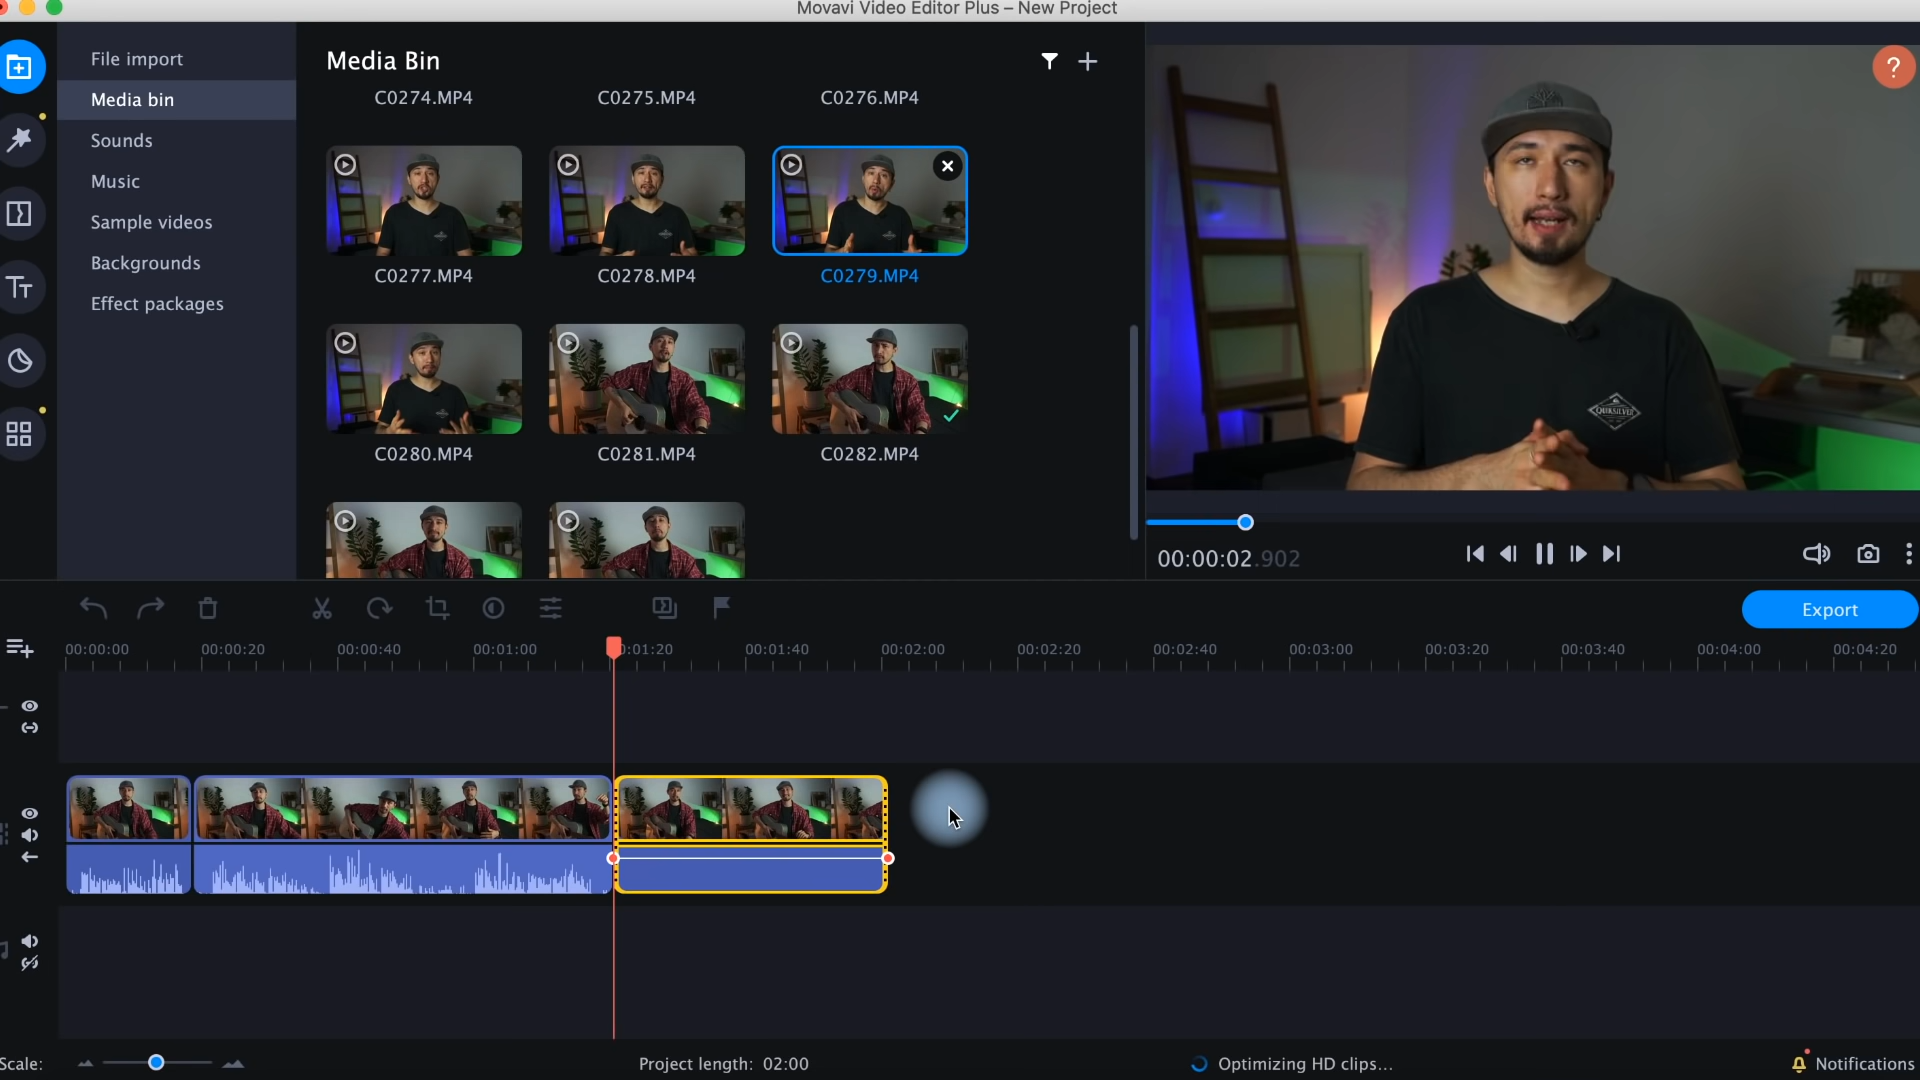 Movavi Video Editor Plus – New Project
File import
Media bin
Sounds
Music
Sample videos
Backgrounds
Effect packages
Media Bin
C0274.MP4 C0275.MP4 C0276.MP4
C0277.MP4 C0278.MP4 C0279.MP4
C0280.MP4 C0281.MP4 C0282.MP4
?
QUIKSILVER
00:00:02.902
Export
00:00:00 00:00:20 00:00:40 00:01:00 0:01:20 00:01:40 00:02:00 00:02:20 00:02:40 00:03:00 00:03:20 00:03:40 00:04:00 00:04:20
Scale:
Project length: 02:00
Optimizing HD clips...
Notifications